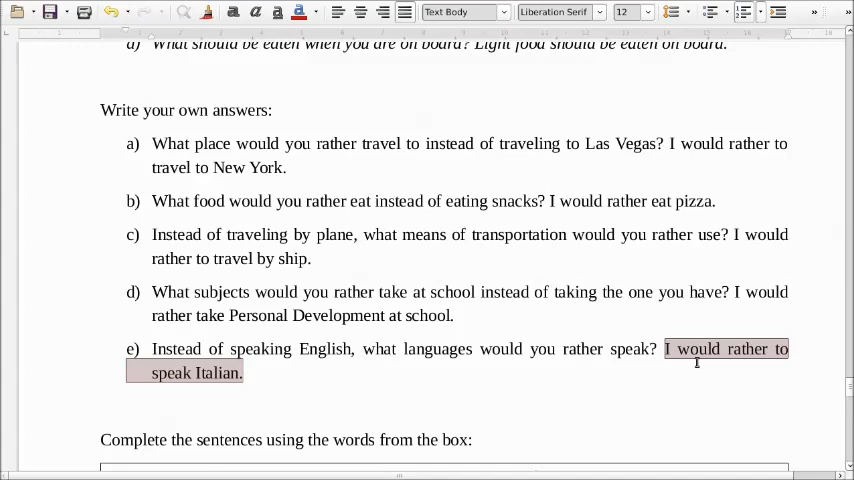 Text Body Liberation Serif 12
d) What should be eaten when you are on board? Light food should be eaten on board.
Write your own answers:
a) What place would you rather travel to instead of traveling to Las Vegas? I would rather to
travel to New York.
b) What food would you rather eat instead of eating snacks? I would rather eat pizza.
c) Instead of traveling by plane, what means of transportation would you rather use? I would
rather to travel by ship.
d) What subjects would you rather take at school instead of taking the one you have? I would
rather take Personal Development at school.
e) Instead of speaking English, what languages would you rather speak? I would rather to
speak Italian.
Complete the sentences using the words from the box: